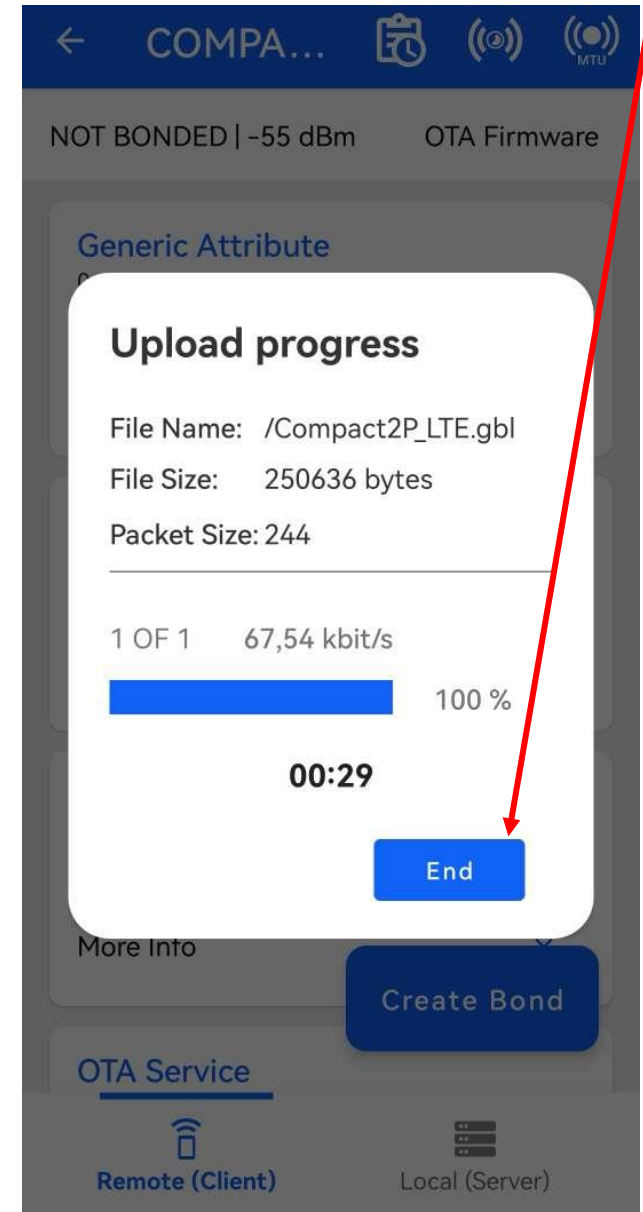 COMPA...
MTU
NOT BONDED | -55 dBm OTA Firmware
Generic Attribute
Upload progress
File Name: /Compact2P_LTE.gbl
File Size: 250636 bytes
Packet Size: 244
1 OF 1 67,54 kbit/s
100 %
00:29
End
More Info
Create Bond
OTA Service
Remote (Client) Local (Server)